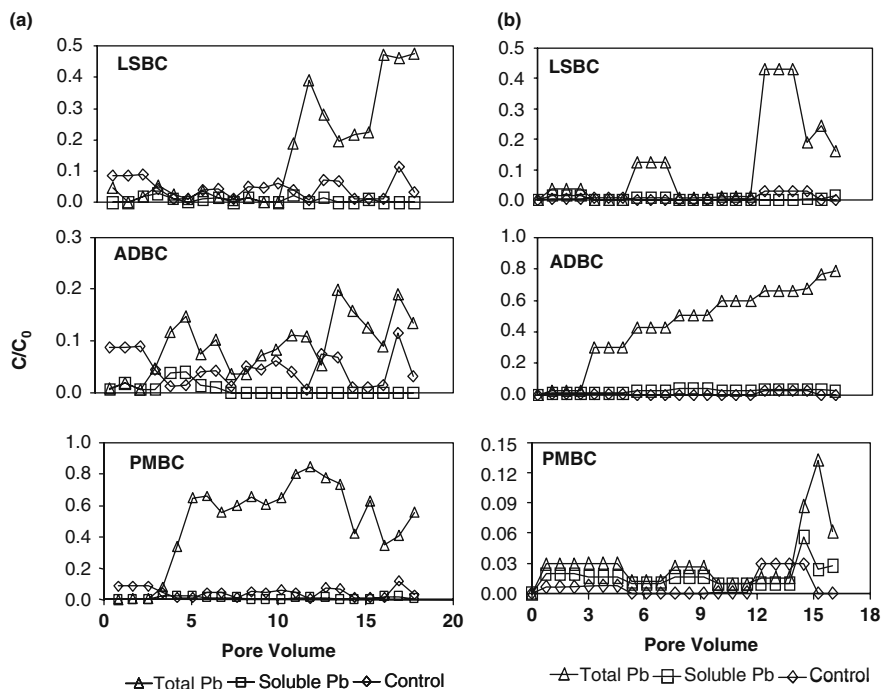 (a)
LSBC
0.5
0.4
0.3
0.2
0.1
0.0
ADBC
0.3
0.2
0.1
0.0
C/C0
PMBC
1.0
0.8
0.6
0.4
0.2
0.0
0 5 10 15 20
Pore Volume
Total Pb Soluble Pb Control
(b)
LSBC
0.5
0.4
0.3
0.2
0.1
0.0
ADBC
1.0
0.8
0.6
0.4
0.2
0.0
PMBC
0.15
0.12
0.09
0.06
0.03
0.00
0 3 6 9 12 15 18
Pore Volume
Total Pb Soluble Pb Control